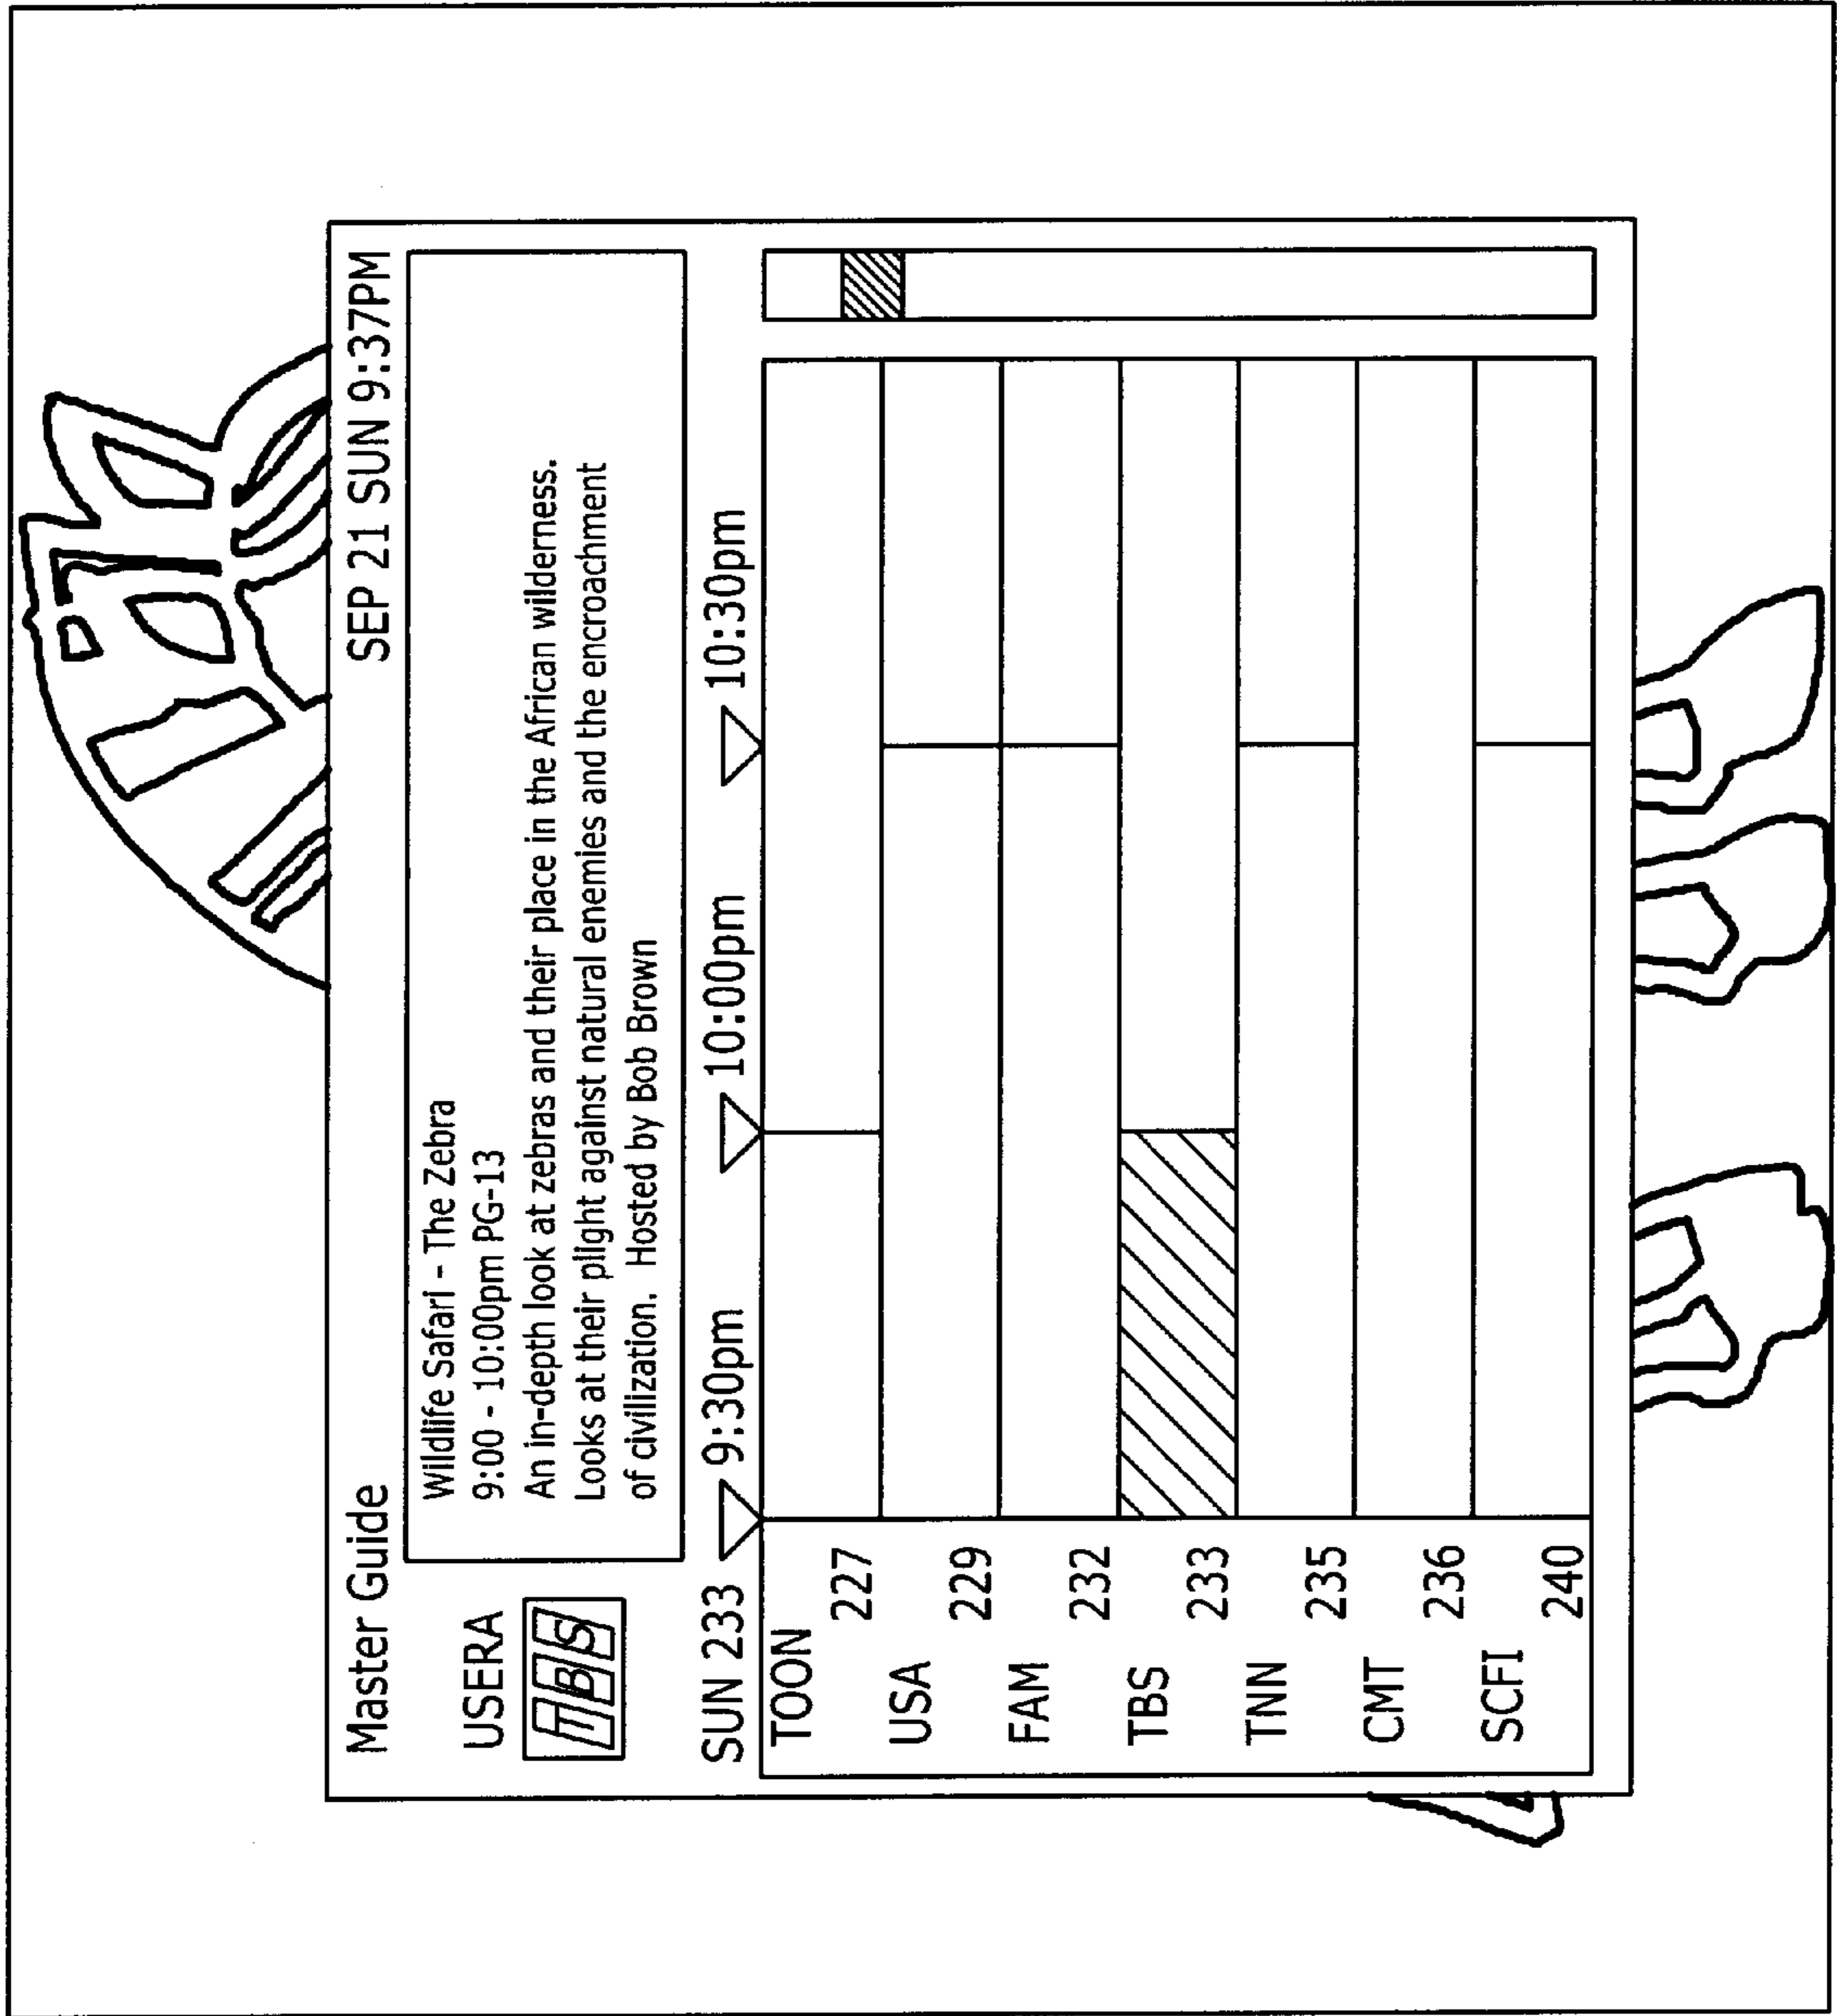 Master Guide SEP 21 SUN 9:37PM
USERA
TBS
Wildlife Safari - The Zebra
9:00 - 10:00pm PG-13
An in-depth look at zebras and their place in the African wilderness.
Looks at their plight against natural enemies and the encroachment
of civilization. Hosted by Bob Brown
SUN 233 9:30pm 10:00pm 10:30pm
TOON 227
USA 229
FAM 232
TBS 233
TNN 235
CMT 236
SCFI 240